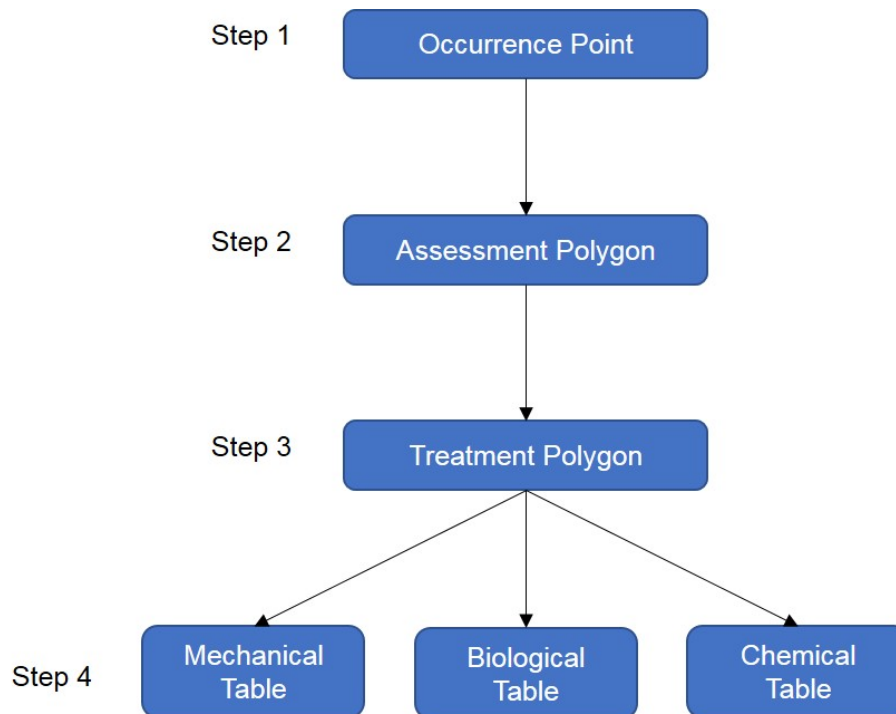 Step 1
Occurrence Point
Step 2
Assessment Polygon
Step 3
Treatment Polygon
Step 4
Mechanical
Table
Biological
Table
Chemical
Table